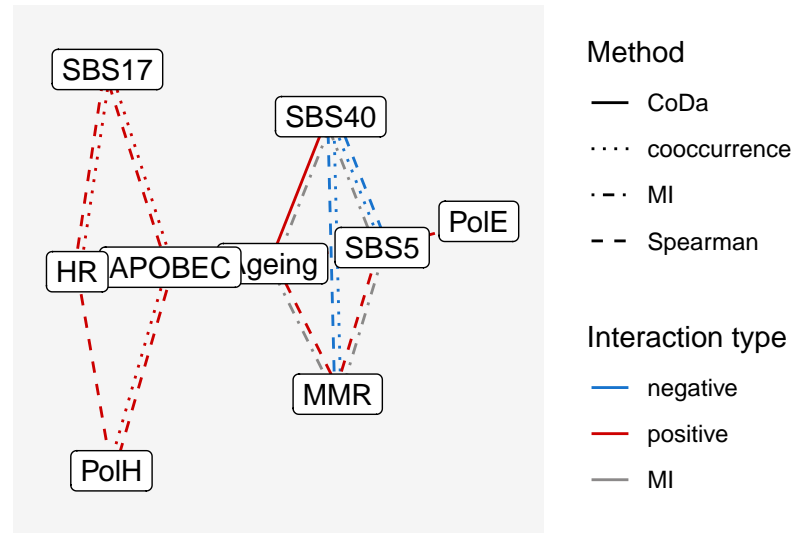 SBS17
SBS40
PolE
SBS5
HR
APOBEC
Ageing
MMR
PolH
Method
CoDa
cooccurrence
MI
Spearman
Interaction type
negative
positive
MI